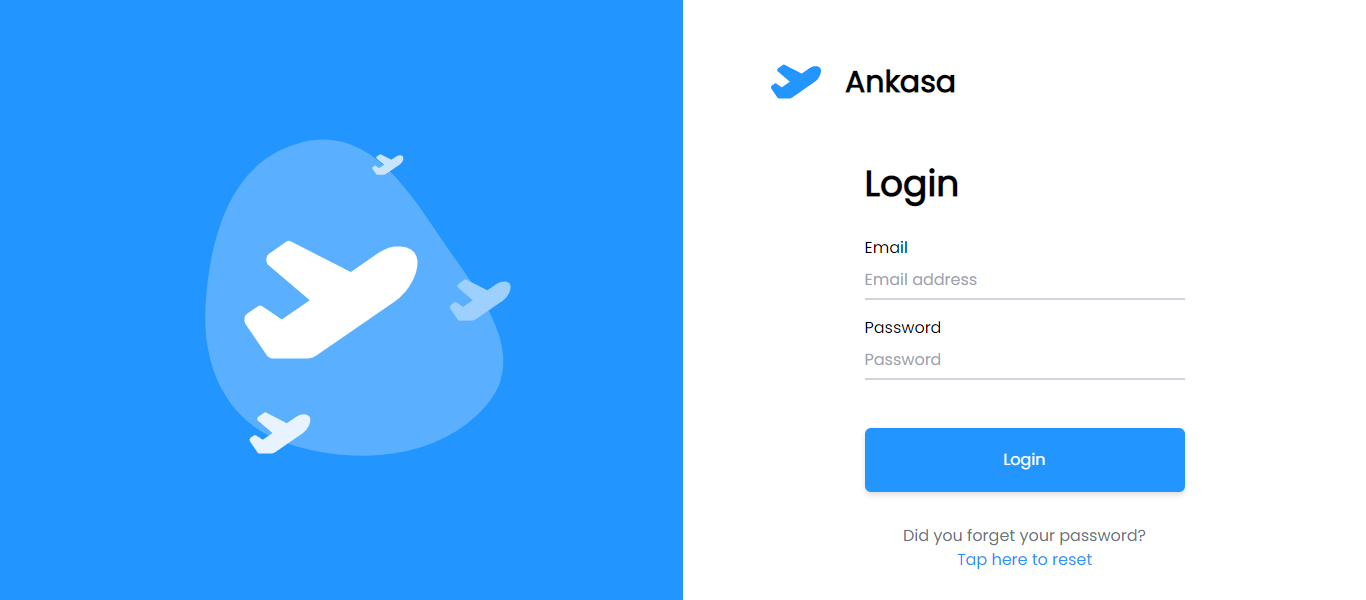 Ankasa
Login
Email
Email address
Password
Password
Login
Did you forget your password?
Tap here to reset